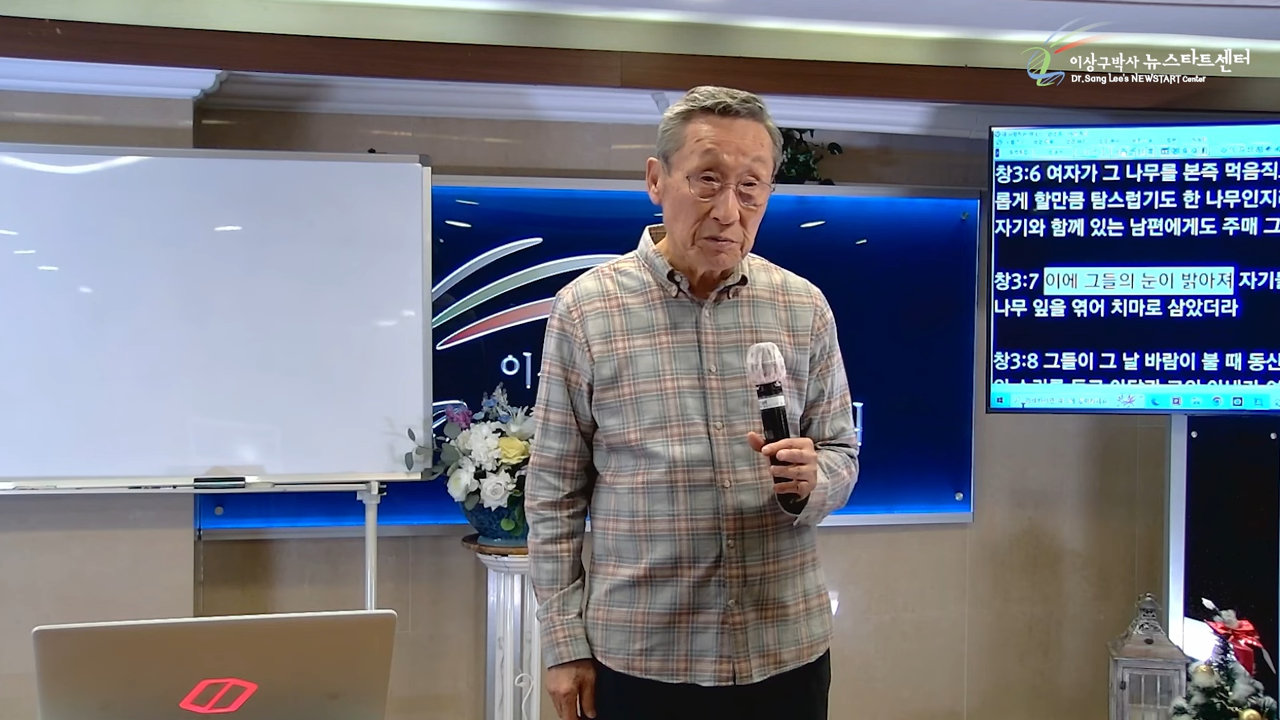 이상구박사 뉴스타트센터
Dr.Sang Lee's NEWSTART Center
창3:6 여자가 그 나무를 본즉 먹음직
롭게 할만큼 탐스럽기도 한 나무인지
자기와 함께 있는 남편에게도 주매 그
창3:7 이에 그들의 눈이 밝아져 자기
나무 잎을 엮어 치마로 삼았더라
창3:8 그들이 그 날 바람이 불 때 동산
이